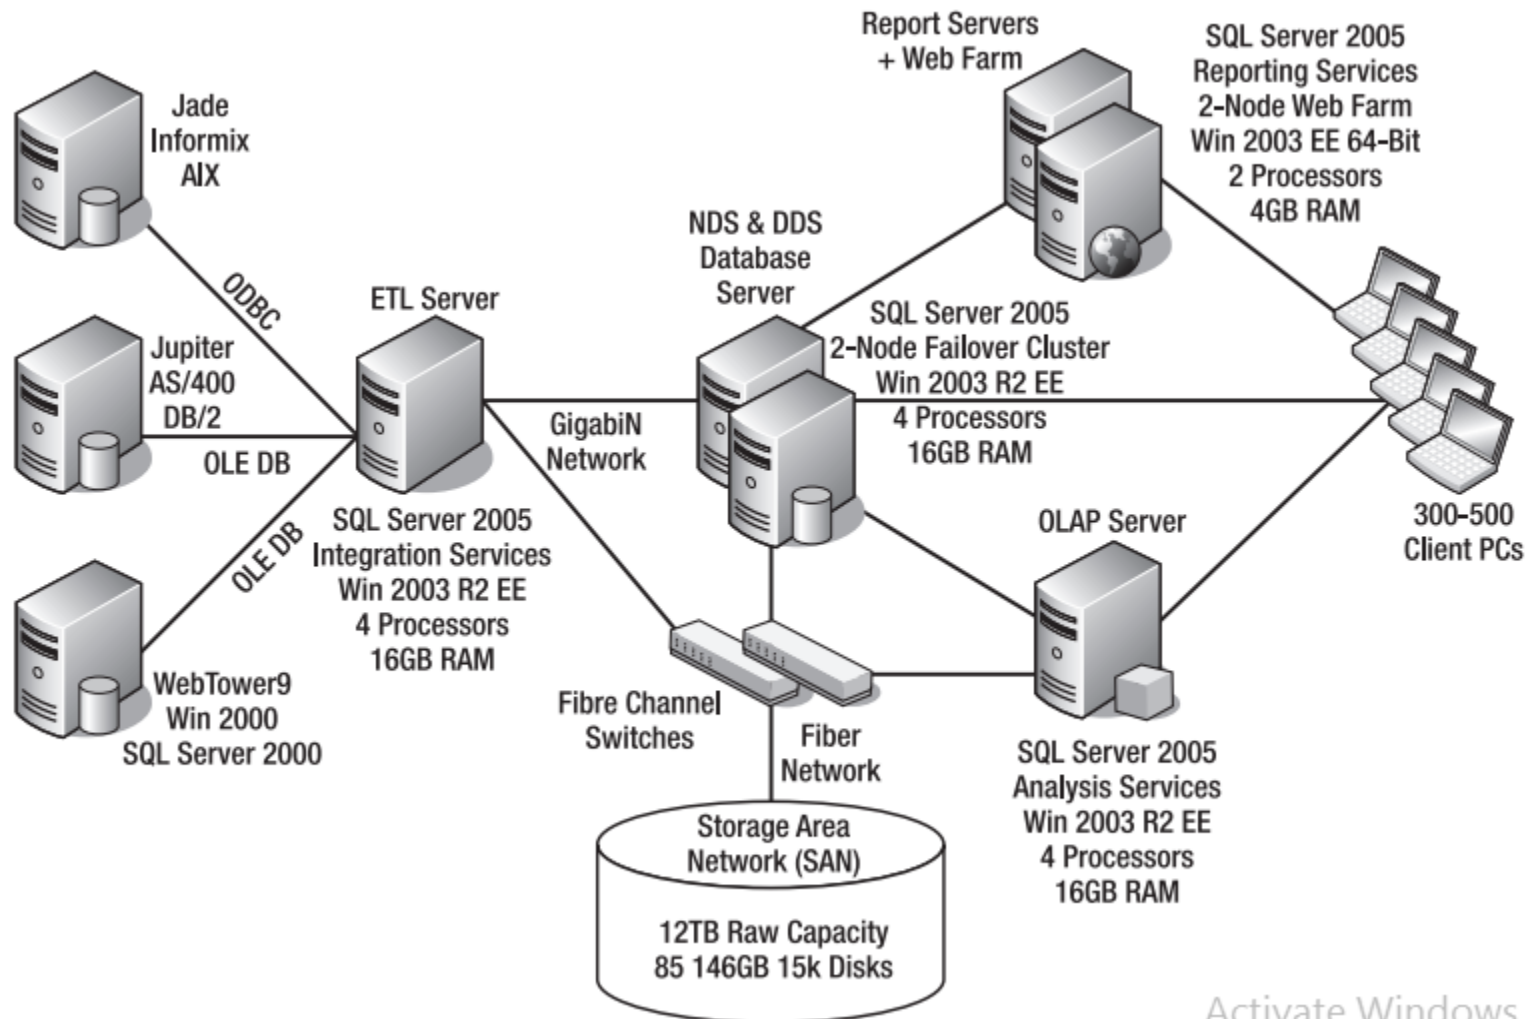 Report Servers
+ Web Farm
SQL Server 2005
Reporting Services
2-Node Web Farm
Win 2003 EE 64-Bit
2 Processors
4GB RAM
Jade
Informix
AIX
ODBC
Jupiter
AS/400
DB/2
OLE DB
OLE DB
WebTower9
Win 2000
SQL Server 2000
ETL Server
SQL Server 2005
Integration Services
Win 2003 R2 EE
4 Processors
16GB RAM
GigabiN
Network
NDS & DDS
Database
Server
SQL Server 2005
2-Node Failover Cluster
Win 2003 R2 EE
4 Processors
16GB RAM
300-500
Client PCs
OLAP Server
SQL Server 2005
Analysis Services
Win 2003 R2 EE
4 Processors
16GB RAM
Fibre Channel
Switches
Fiber
Network
Storage Area
Network (SAN)
12TB Raw Capacity
85 146GB 15k Disks
Activate Windows